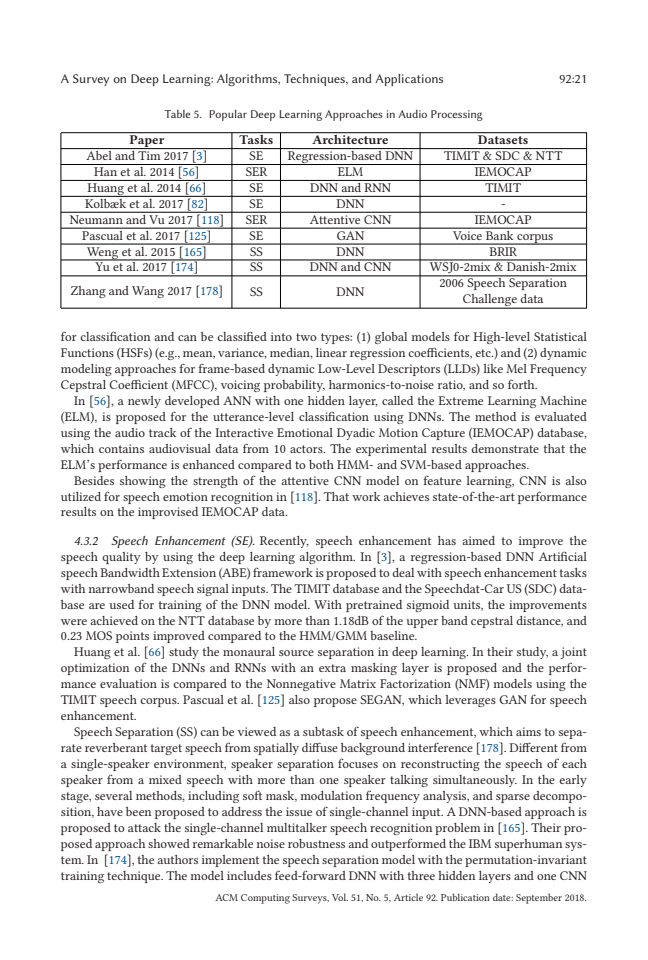 A Survey on Deep Learning: Algorithms, Techniques, and Applications 92:21
Table 5. Popular Deep Learning Approaches in Audio Processing
Paper Tasks Architecture Datasets
Abel and Tim 2017 [3] SE Regression-based DNN TIMIT & SDC & NTT
Han et al. 2014 [56] SER ELM IEMOCAP
Huang et al. 2014 [66] SE DNN and RNN TIMIT
Kolbæk et al. 2017 [82] SE DNN -
Neumann and Vu 2017 [118] SER Attentive CNN IEMOCAP
Pascual et al. 2017 [125] SE GAN Voice Bank corpus
Weng et al. 2015 [165] SS DNN BRIR
Yu et al. 2017 [174] SS DNN and CNN WSJ0-2mix & Danish-2mix
Zhang and Wang 2017 [178] SS DNN 2006 Speech Separation
Challenge data
for classification and can be classified into two types: (1) global models for High-level Statistical
Functions (HSFs) (e.g., mean, variance, median, linear regression coefficients, etc.) and (2) dynamic
modeling approaches for frame-based dynamic Low-Level Descriptors (LLDs) like Mel Frequency
Cepstral Coefficient (MFCC), voicing probability, harmonics-to-noise ratio, and so forth.
In [56], a newly developed ANN with one hidden layer, called the Extreme Learning Machine
(ELM), is proposed for the utterance-level classification using DNNs. The method is evaluated
using the audio track of the Interactive Emotional Dyadic Motion Capture (IEMOCAP) database,
which contains audiovisual data from 10 actors. The experimental results demonstrate that the
ELM's performance is enhanced compared to both HMM- and SVM-based approaches.
Besides showing the strength of the attentive CNN model on feature learning, CNN is also
utilized for speech emotion recognition in [118]. That work achieves state-of-the-art performance
results on the improvised IEMOCAP data.
4.3.2 Speech Enhancement (SE). Recently, speech enhancement has aimed to improve the
speech quality by using the deep learning algorithm. In [3], a regression-based DNN Artificial
speech Bandwidth Extension (ABE) framework is proposed to deal with speech enhancement tasks
with narrowband speech signal inputs. The TIMIT database and the Speechdat-Car US (SDC) data-
base are used for training of the DNN model. With pretrained sigmoid units, the improvements
were achieved on the NTT database by more than 1.18dB of the upper band cepstral distance, and
0.23 MOS points improved compared to the HMM/GMM baseline.
Huang et al. [66] study the monaural source separation in deep learning. In their study, a joint
optimization of the DNNs and RNNs with an extra masking layer is proposed and the perfor-
mance evaluation is compared to the Nonnegative Matrix Factorization (NMF) models using the
TIMIT speech corpus. Pascual et al. [125] also propose SEGAN, which leverages GAN for speech
enhancement.
Speech Separation (SS) can be viewed as a subtask of speech enhancement, which aims to sepa-
rate reverberant target speech from spatially diffuse background interference [178]. Different from
a single-speaker environment, speaker separation focuses on reconstructing the speech of each
speaker from a mixed speech with more than one speaker talking simultaneously. In the early
stage, several methods, including soft mask, modulation frequency analysis, and sparse decompo-
sition, have been proposed to address the issue of single-channel input. A DNN-based approach is
proposed to attack the single-channel multitalker speech recognition problem in [165]. Their pro-
posed approach showed remarkable noise robustness and outperformed the IBM superhuman sys-
tem. In [174], the authors implement the speech separation model with the permutation-invariant
training technique. The model includes feed-forward DNN with three hidden layers and one CNN
ACM Computing Surveys, Vol. 51, No. 5, Article 92. Publication date: September 2018.